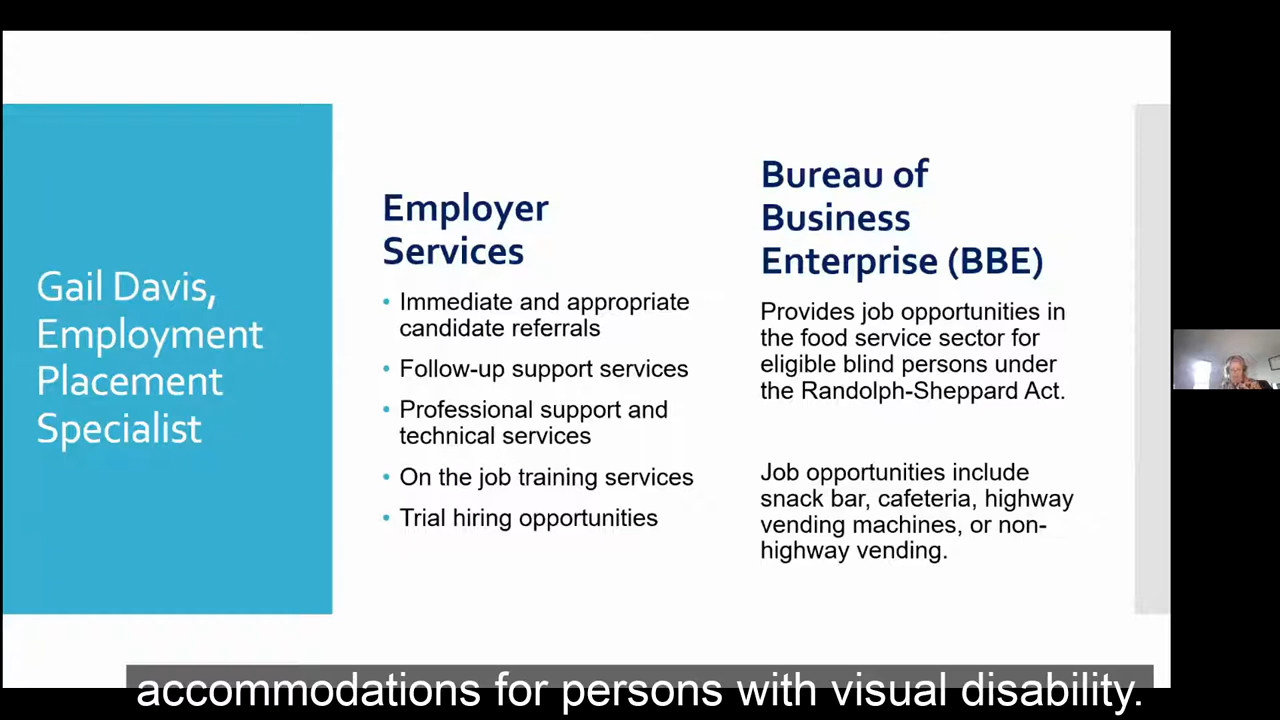 Gail Davis,
Employment
Placement
Specialist
Employer
Services
• Immediate and appropriate
candidate referrals
• Follow-up support services
• Professional support and
technical services
• On the job training services
• Trial hiring opportunities
Bureau of
Business
Enterprise (BBE)
Provides job opportunities in
the food service sector for
eligible blind persons under
the Randolph-Sheppard Act.
Job opportunities include
snack bar, cafeteria, highway
vending machines, or non-
highway vending.
accommodations for persons with visual disability.